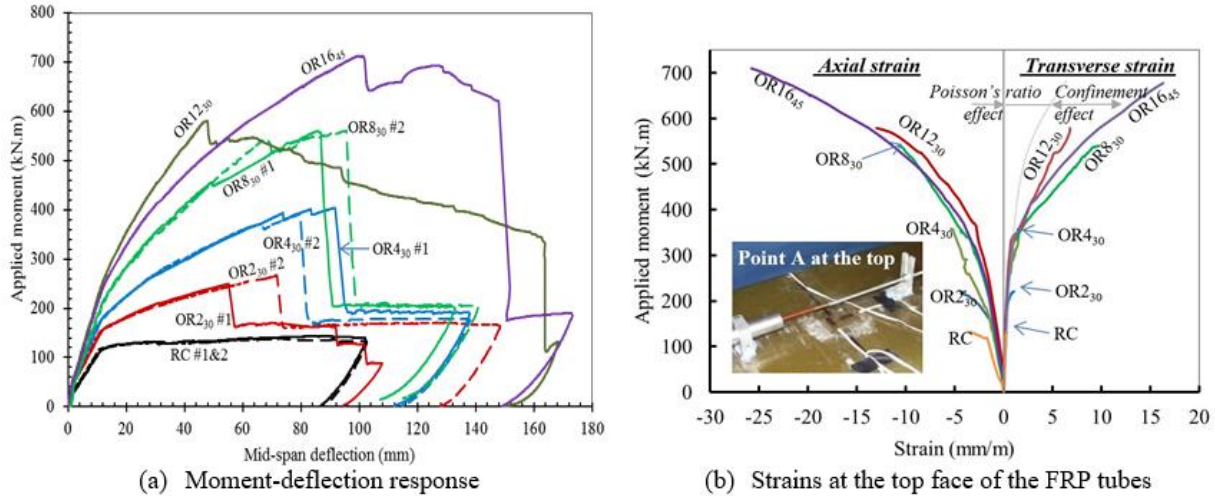 800
700
600
500
400
300
200
100
0
Applied moment (kN.m)
0 20 40 60 80 100 120 140 160 180
Mid-span deflection (mm)
OR16₄₅
OR12₃₀
OR8₃₀ #2
OR8₃₀ #1
OR4₃₀ #2
OR4₃₀ #1
OR2₃₀ #2
OR2₃₀ #1
RC #1&2
(a) Moment-deflection response
700
600
500
400
300
200
100
0
Applied moment (kN.m)
-30 -25 -20 -15 -10 -5 0 5 10 15 20
Strain (mm/m)
Axial strain
Transverse strain
Poisson's ratio
effect
Confinement
effect
OR16₄₅
OR12₃₀
OR8₃₀
OR4₃₀
OR2₃₀
RC
OR16₄₅
OR12₃₀
OR8₃₀
OR4₃₀
OR2₃₀
RC
Point A at the top
(b) Strains at the top face of the FRP tubes